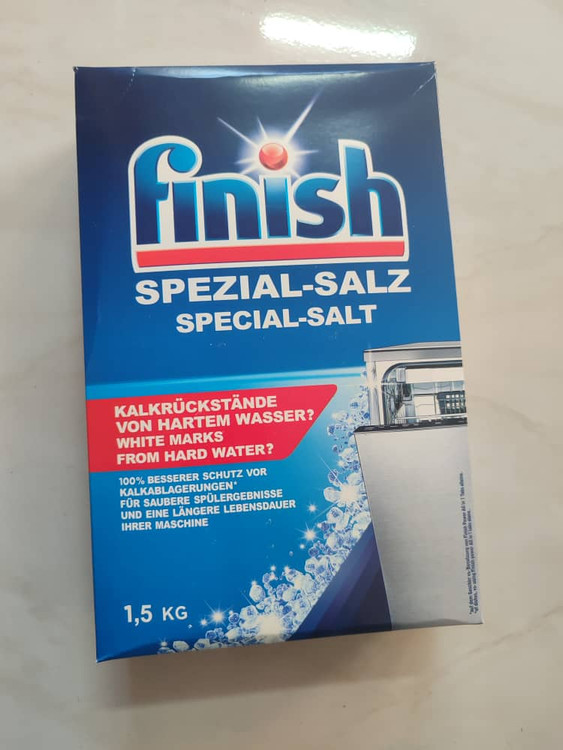 finish
SPEZIAL-SALZ
SPECIAL-SALT
KALKRÜCKSTÄNDE
VON HARTEM WASSER?
WHITE MARKS
FROM HARD WATER?
100% BESSERER SCHUTZ VOR
KALKABLAGERUNGEN*
FÜR SAUBERE SPÜLERGEBNISSE
UND EINE LÄNGERE LEBENSDAUER
IHRER MASCHINE
1,5 KG